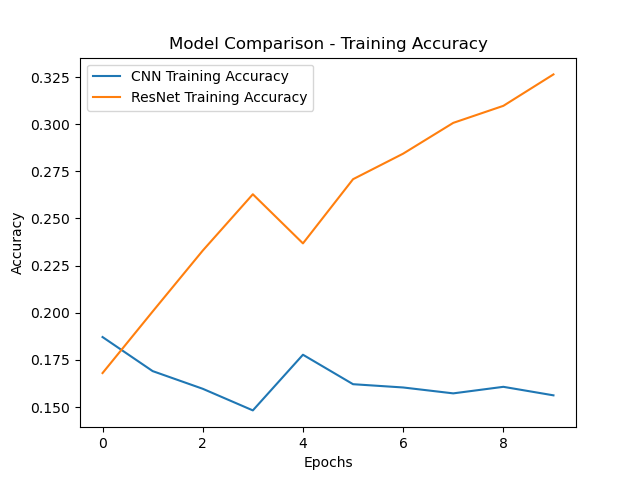 Model Comparison - Training Accuracy
CNN Training Accuracy
ResNet Training Accuracy
Accuracy
0.325
0.300
0.275
0.250
0.225
0.200
0.175
0.150
0 2 4 6 8
Epochs